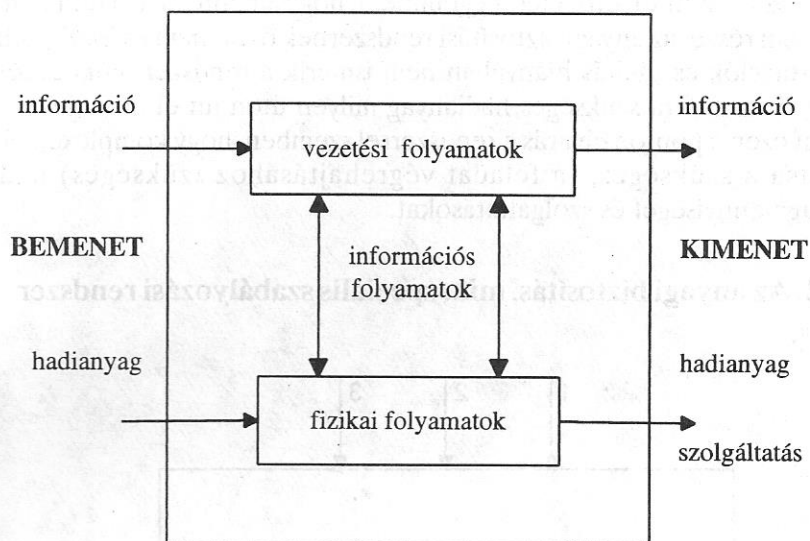 információ
információ
vezetési folyamatok
BEMENET
információs
folyamatok
KIMENET
hadianyag
hadianyag
fizikai folyamatok
szolgáltatás